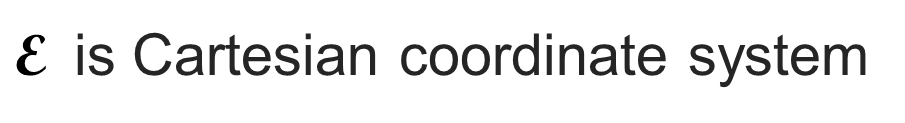 ℰ is Cartesian coordinate system